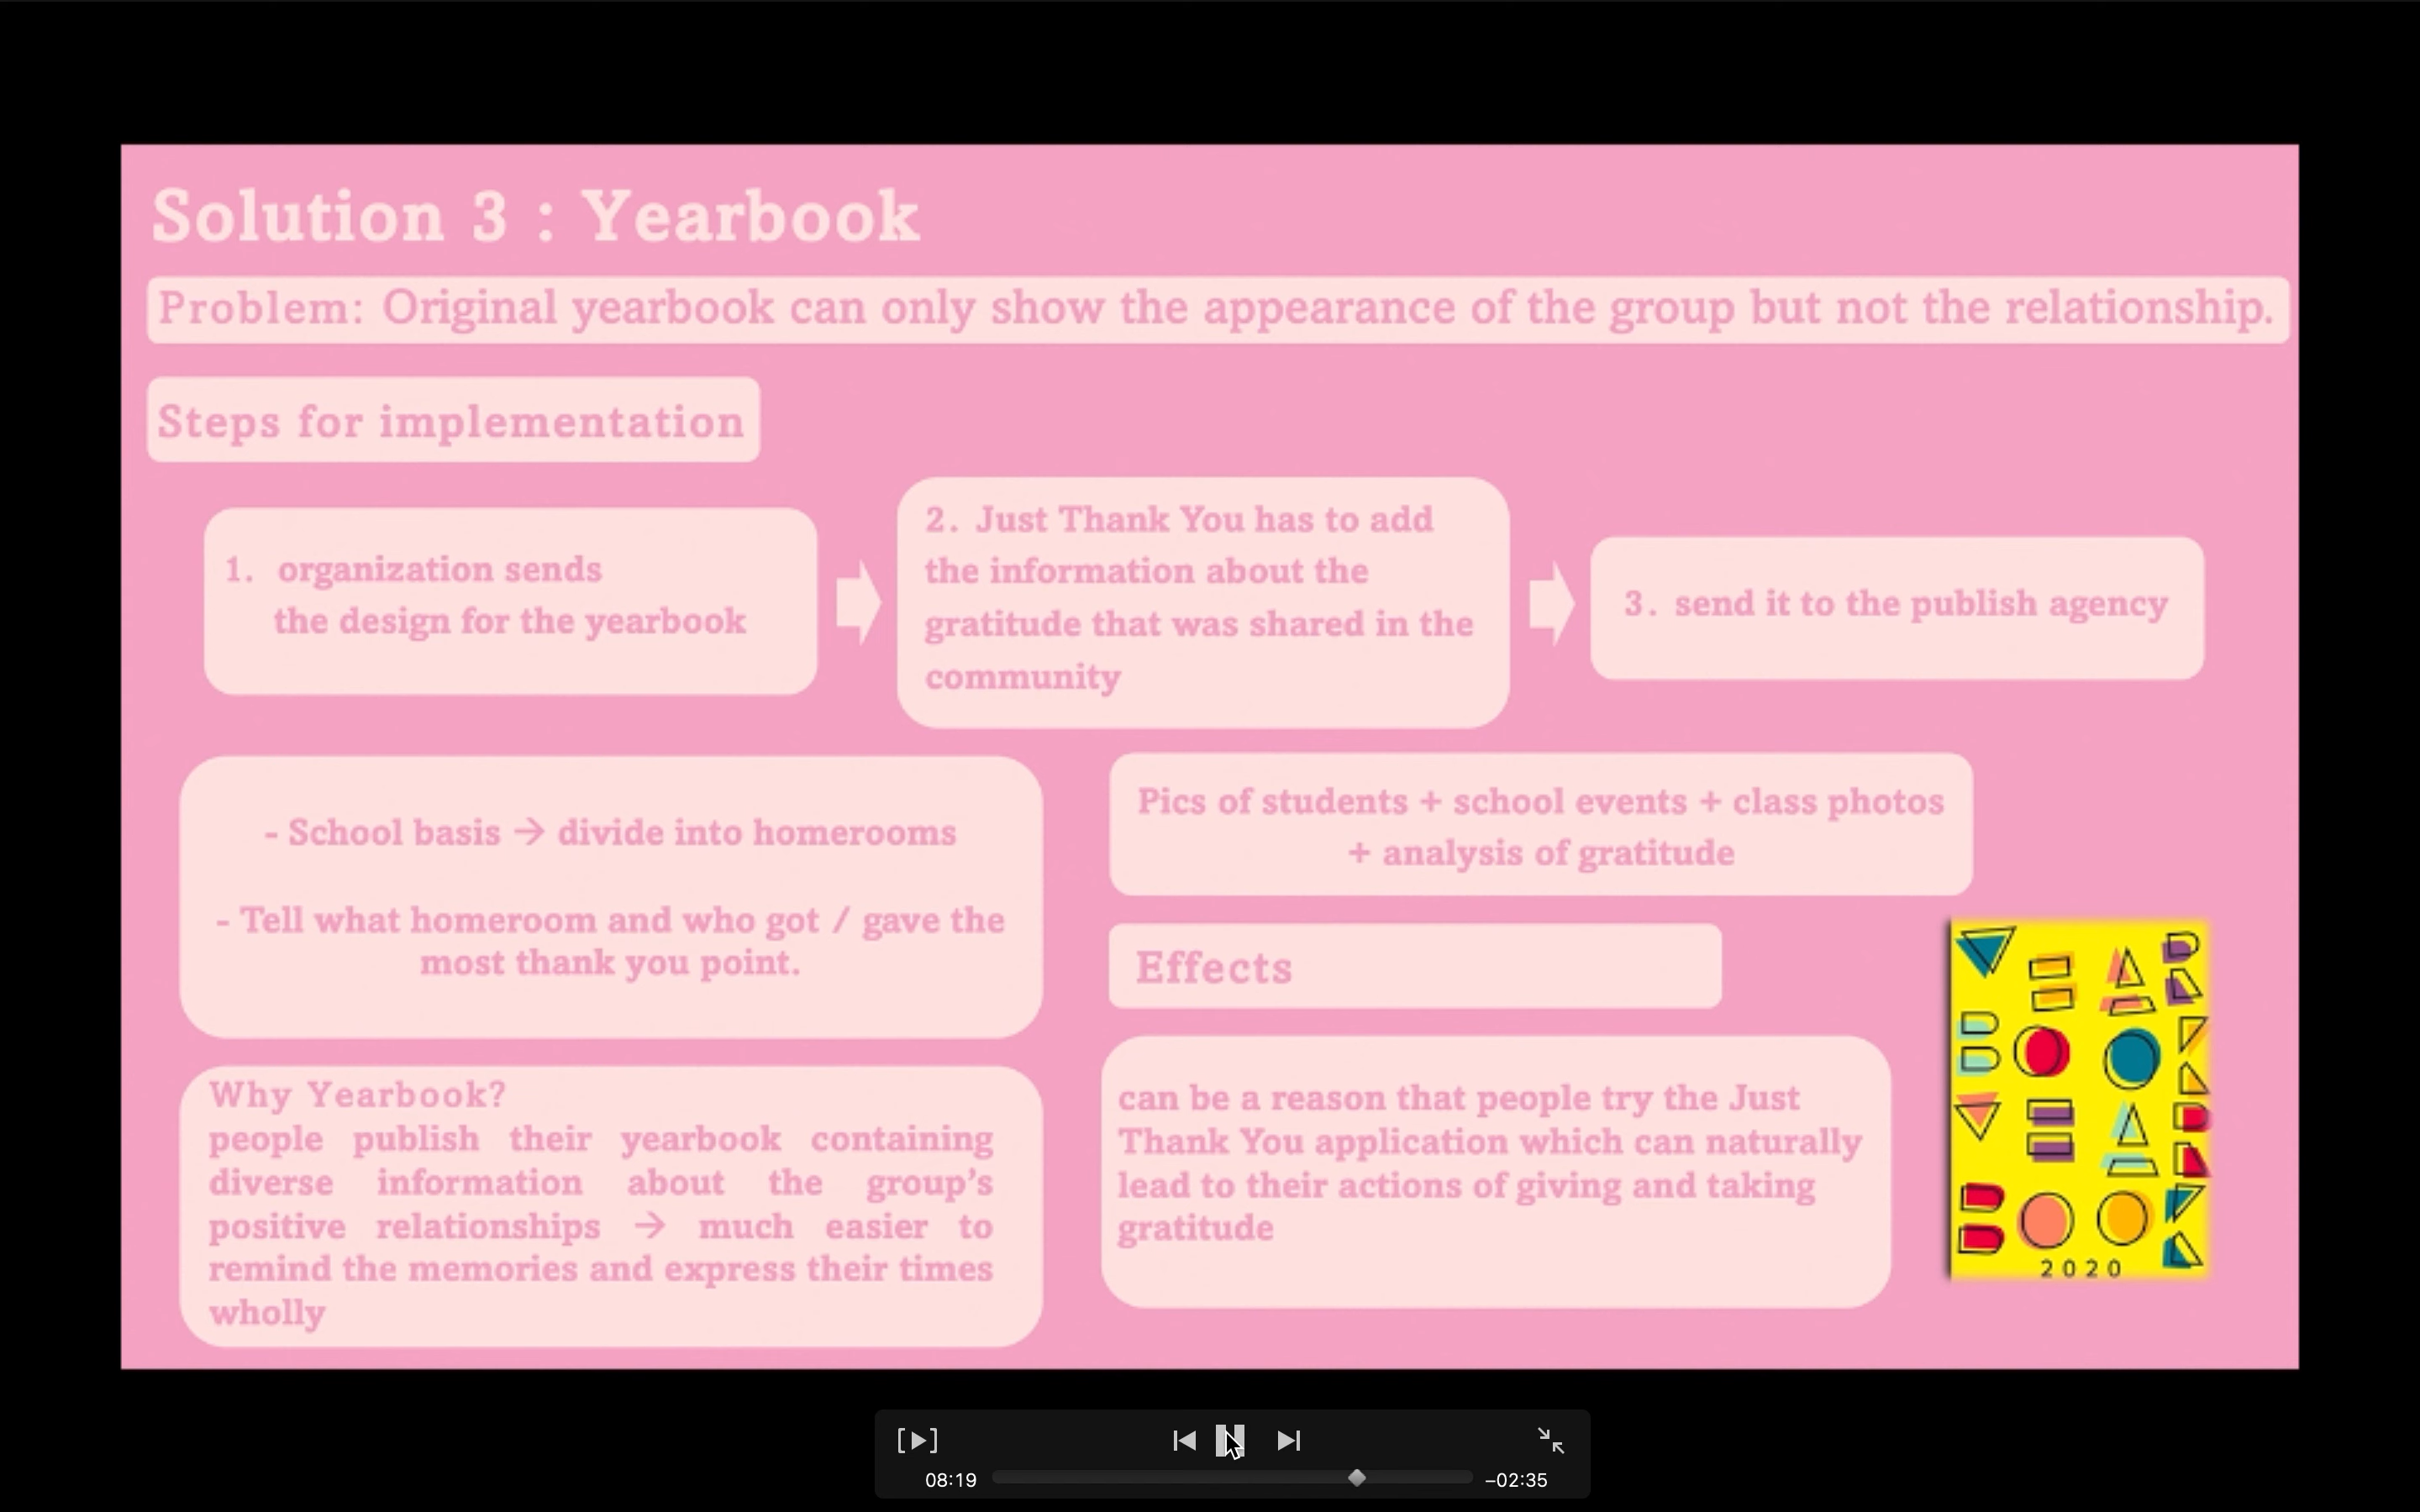 Solution 3 : Yearbook
Problem: Original yearbook can only show the appearance of the group but not the relationship.
Steps for implementation
1. organization sends
the design for the yearbook
2. Just Thank You has to add
the information about the
gratitude that was shared in the
community
3. send it to the publish agency
- School basis → divide into homerooms
- Tell what homeroom and who got / gave the
most thank you point.
Pics of students + school events + class photos
+ analysis of gratitude
Why Yearbook?
people publish their yearbook containing
diverse information about the group's
positive relationships → much easier to
remind the memories and express their times
wholly
Effects
can be a reason that people try the Just
Thank You application which can naturally
lead to their actions of giving and taking
gratitude
2020
08:19
−02:35